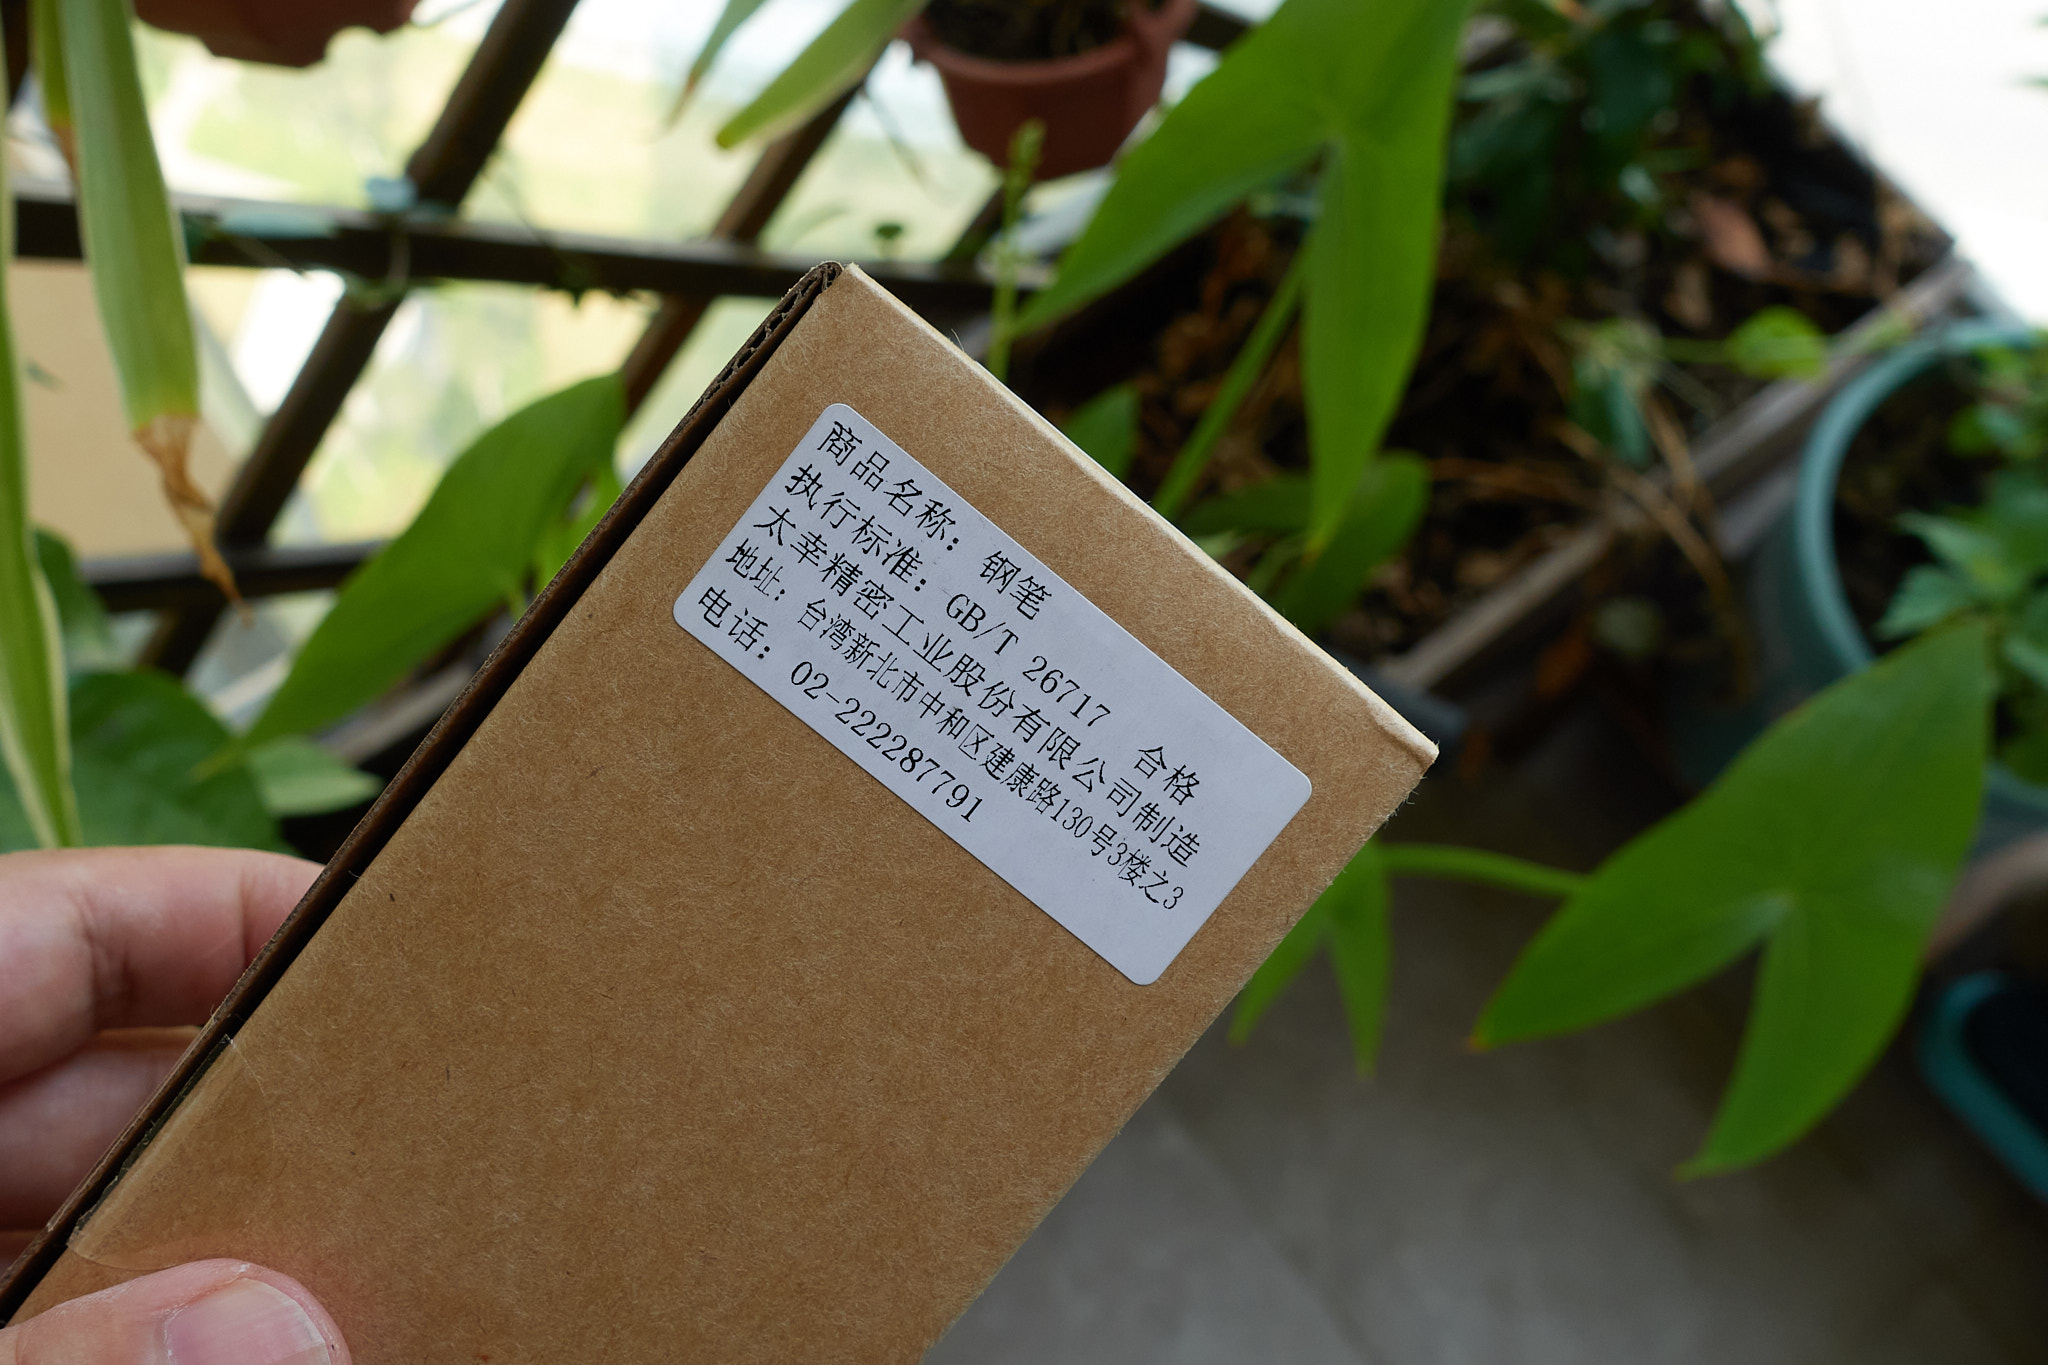 商品名称: 钢笔
执行标准: GB/T 26717 合格
太幸精密工业股份有限公司制造
地址: 台湾新北市中和区建康路130号3楼之3
电话: 02-222287791